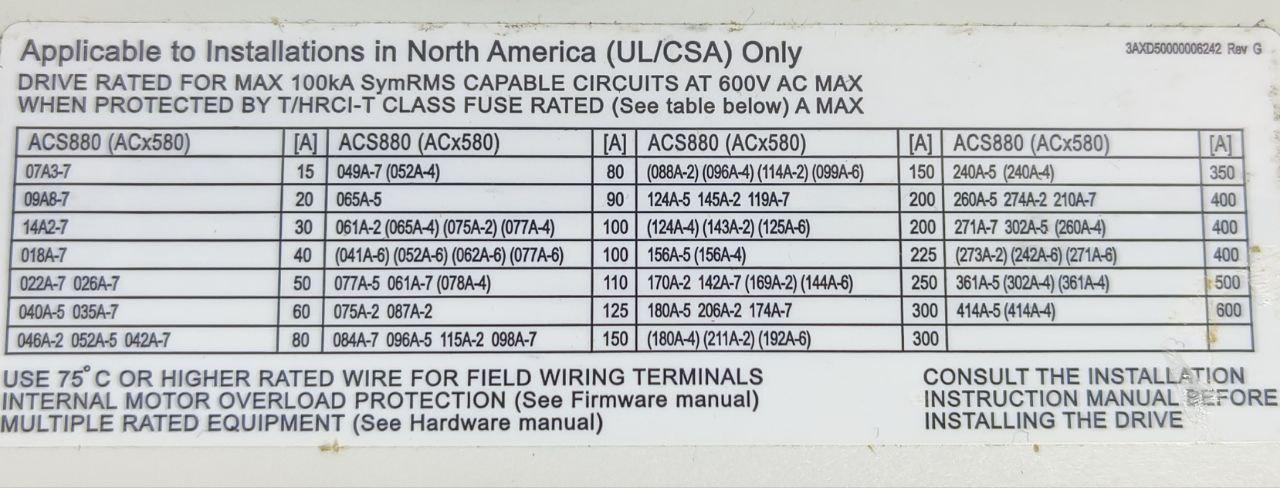 Applicable to Installations in North America (UL/CSA) Only
3AXD50000006242 Rev G
DRIVE RATED FOR MAX 100kA SymRMS CAPABLE CIRCUITS AT 600V AC MAX
WHEN PROTECTED BY T/HRCI-T CLASS FUSE RATED (See table below) A MAX
ACS880 (ACx580) [A] ACS880 (ACx580) [A] ACS880 (ACx580) [A] ACS880 (ACx580) [A]
07A3-7 15 049A-7 (052A-4) 80 (088A-2) (096A-4) (114A-2) (099A-6) 150 240A-5 (240A-4) 350
09A8-7 20 065A-5 90 124A-5 145A-2 119A-7 200 260A-5 274A-2 210A-7 400
14A2-7 30 061A-2 (065A-4) (075A-2) (077A-4) 100 (124A-4) (143A-2) (125A-6) 200 271A-7 302A-5 (260A-4) 400
018A-7 40 (041A-6) (052A-6) (062A-6) (077A-6) 100 156A-5 (156A-4) 225 (273A-2) (242A-6) (271A-6) 400
022A-7 026A-7 50 077A-5 061A-7 (078A-4) 110 170A-2 142A-7 (169A-2) (144A-6) 250 361A-5 (302A-4) (361A-4) 500
040A-5 035A-7 60 075A-2 087A-2 125 180A-5 206A-2 174A-7 300 414A-5 (414A-4) 600
046A-2 052A-5 042A-7 80 084A-7 096A-5 115A-2 098A-7 150 (180A-4) (211A-2) (192A-6) 300
USE 75°C OR HIGHER RATED WIRE FOR FIELD WIRING TERMINALS
INTERNAL MOTOR OVERLOAD PROTECTION (See Firmware manual)
MULTIPLE RATED EQUIPMENT (See Hardware manual)
CONSULT THE INSTALLATION
INSTRUCTION MANUAL BEFORE
INSTALLING THE DRIVE